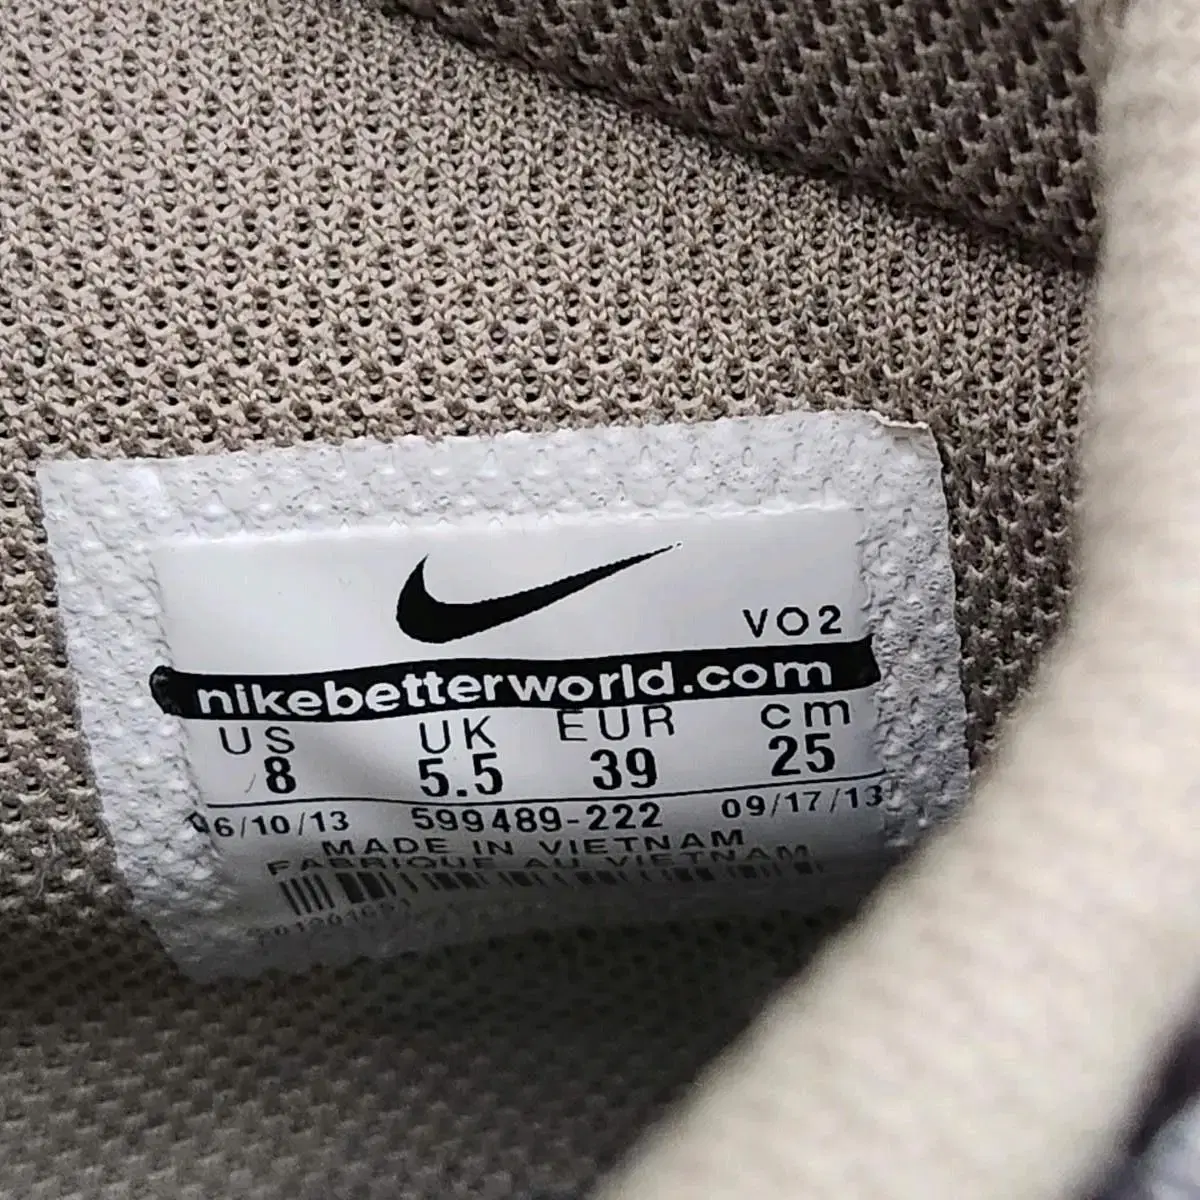 VO2
nikebetterworld.com
US UK EUR cm
8 5.5 39 25
06/10/13 599489-222 09/17/13
MADE IN VIETNAM
FABRIQUE AU VIETNAM